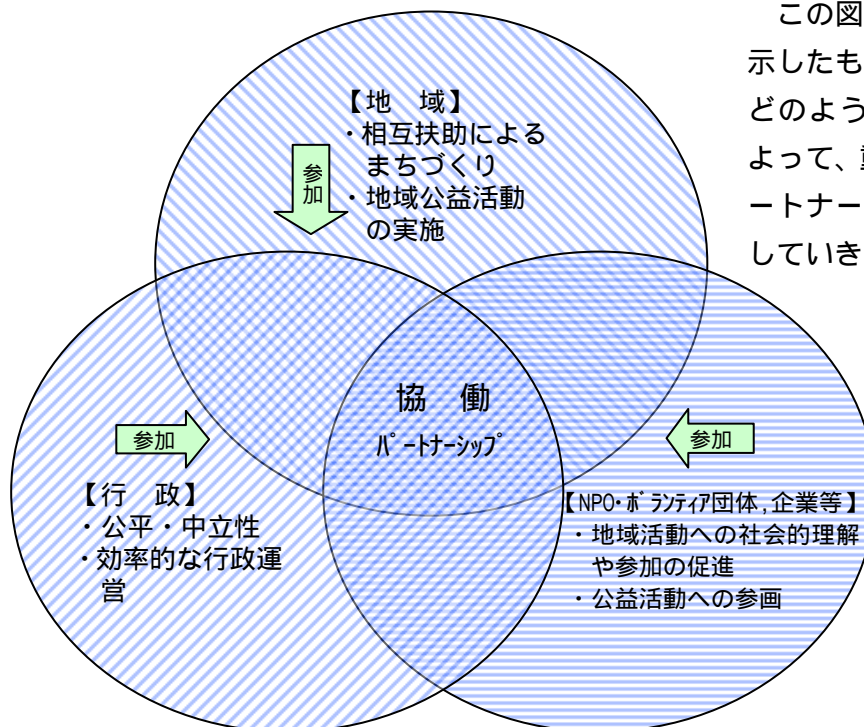 この図
示したも
どのよう
よって、
ートナー
していき
【地　域】
・相互扶助による
まちづくり
・地域公益活動
の実施
参加
協　働
パートナーシップ
参加
【行　政】
・公平・中立性
・効率的な行政運
営
参加
【NPO・ボランティア団体,企業等】
・地域活動への社会的理解
や参加の促進
・公益活動への参画